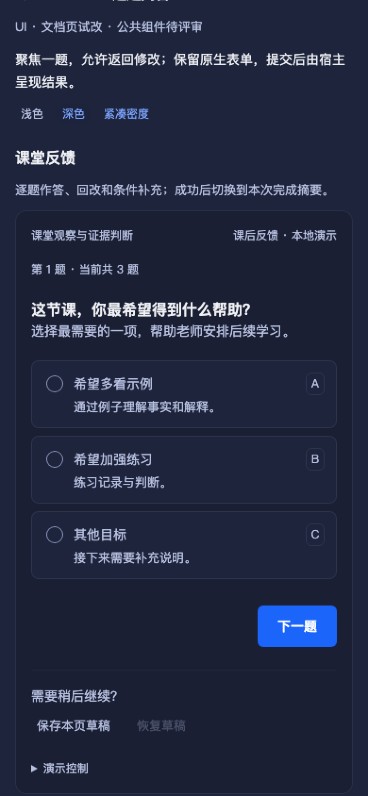 UI · 文档页试改 · 公共组件待评审
聚焦一题，允许返回修改；保留原生表单，提交后由宿主
呈现结果。
浅色 深色 紧凑密度
课堂反馈
逐题作答、回改和条件补充；成功后切换到本次完成摘要。
课堂观察与证据判断 课后反馈 · 本地演示
第 1 题 · 当前共 3 题
这节课，你最希望得到什么帮助?
选择最需要的一项，帮助老师安排后续学习。
希望多看示例 A
通过例子理解事实和解释。
希望加强练习 B
练习记录与判断。
其他目标 C
接下来需要补充说明。
下一题
需要稍后继续?
保存本页草稿 恢复草稿
▶ 演示控制